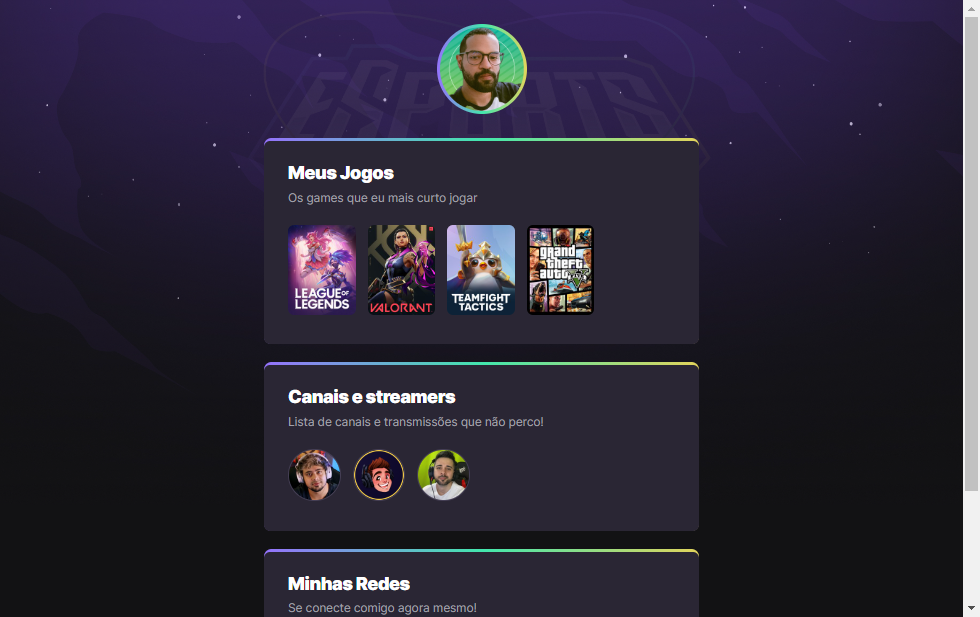 ESPORTS
Meus Jogos
Os games que eu mais curto jogar
LEAGUE OF
LEGENDS
VALORANT
TEAMFIGHT
TACTICS
grand
theft
auto
V
Canais e streamers
Lista de canais e transmissões que não perco!
Minhas Redes
Se conecte comigo agora mesmo!